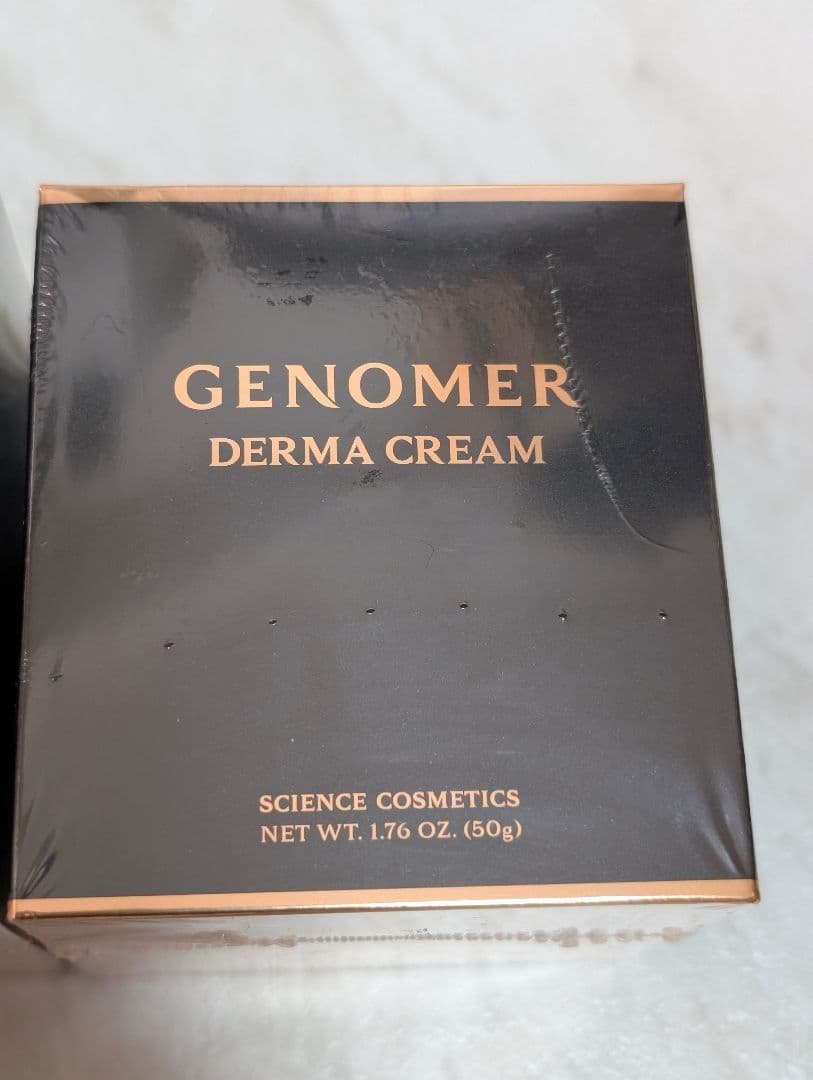 GENOMER
DERMA CREAM
SCIENCE COSMETICS
NET WT. 1.76 OZ. (50g)